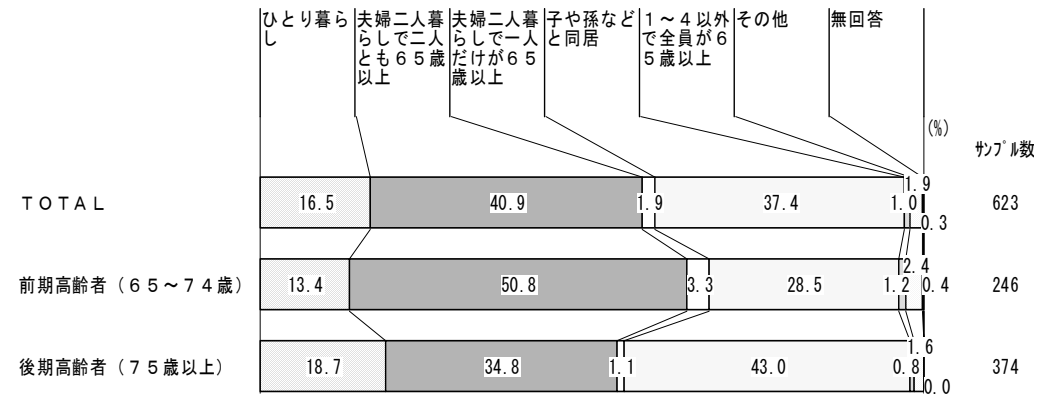 ひとり暮ら
し
夫婦二人暮
らしで二人
とも６５歳
以上
夫婦二人暮
らしで一人
だけが６５
歳以上
子や孫など
と同居
１～４以外
で全員が６
５歳以上
その他
無回答
(%)
ｻﾝﾌﾟﾙ数
ＴＯＴＡＬ
16.5
40.9
1.9
37.4
1.0
1.9
0.3
623
前期高齢者（６５～７４歳）
13.4
50.8
3.3
28.5
1.2
2.4
0.4
246
後期高齢者（７５歳以上）
18.7
34.8
1.1
43.0
0.8
1.6
0.0
374